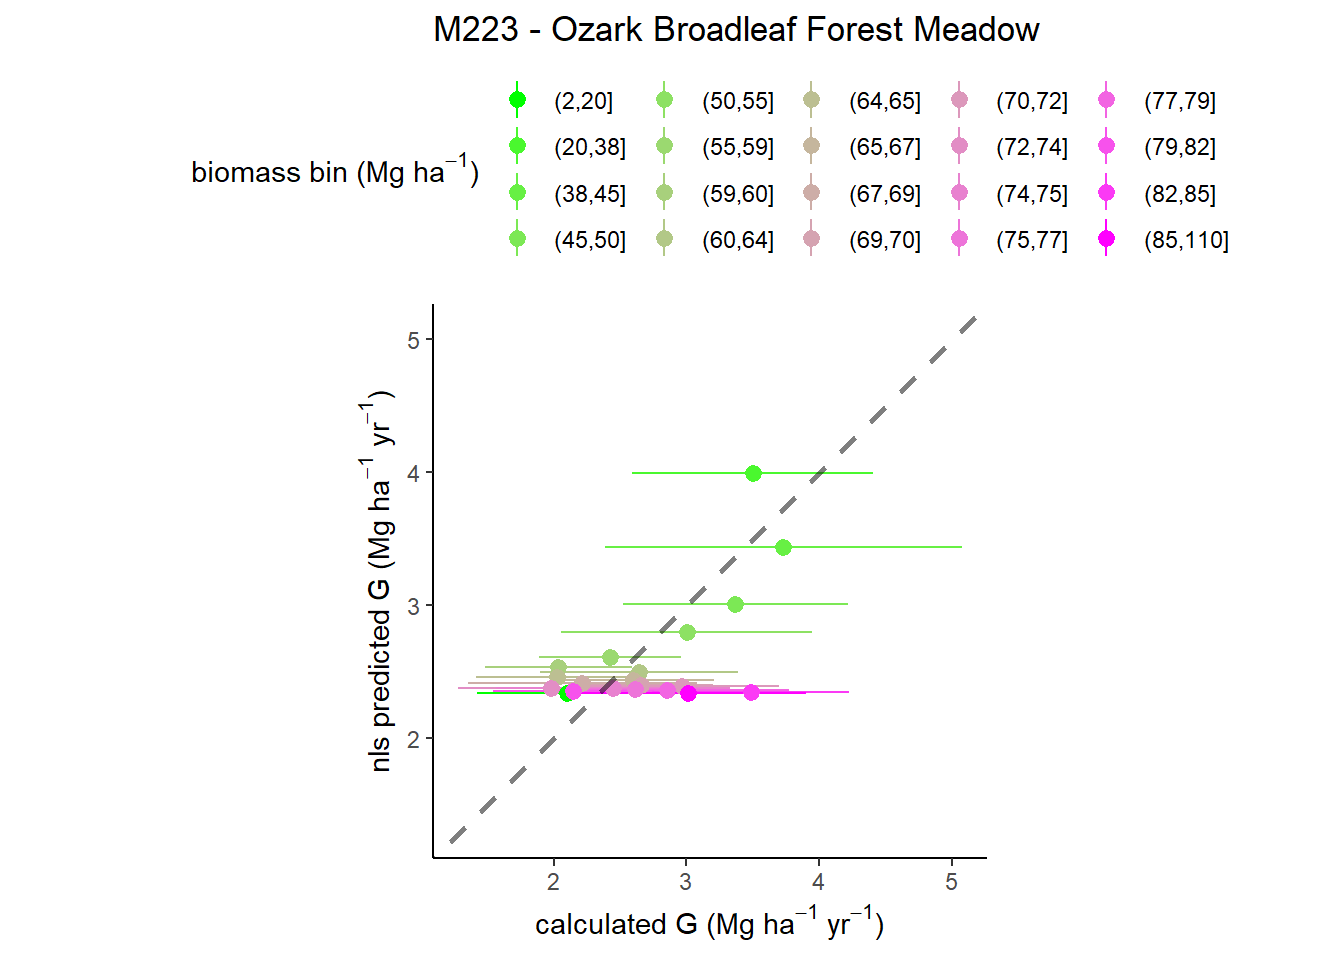 M223 - Ozark Broadleaf Forest Meadow
biomass bin (Mg ha⁻¹)
(2,20] (50,55] (64,65] (70,72] (77,79]
(20,38] (55,59] (65,67] (72,74] (79,82]
(38,45] (59,60] (67,69] (74,75] (82,85]
(45,50] (60,64] (69,70] (75,77] (85,110]
nls predicted G (Mg ha⁻¹ yr⁻¹)
5
4
3
2
2 3 4 5
calculated G (Mg ha⁻¹ yr⁻¹)